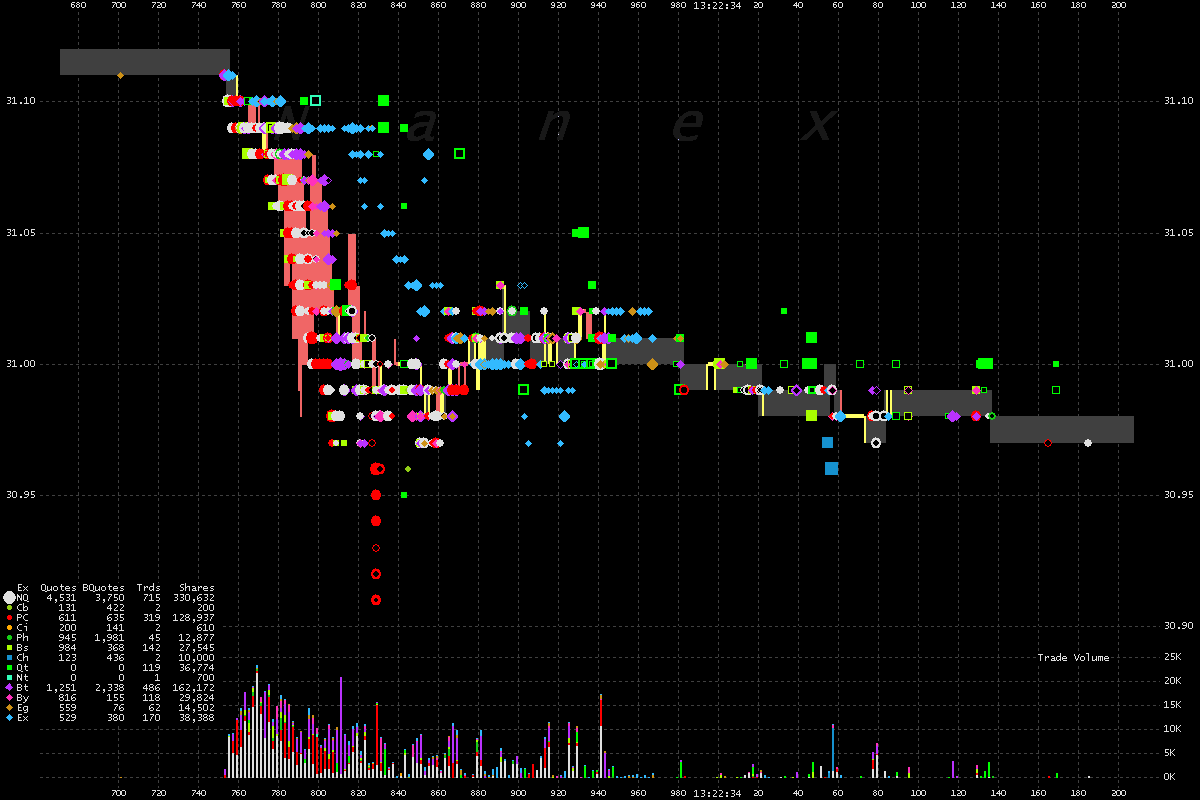 680 700 720 740 760 780 800 820 840 860 880 900 920 940 960 980 13:22:34 20 40 60 80 100 120 140 160 180 200
31.10 31.10
N a n e x
31.05 31.05
31.00 31.00
30.95 30.95
Ex Quotes BQuotes Trds Shares
NQ 4,531 3,750 715 330,632
Cb 131 422 2 200
PC 611 635 319 128,937
Ci 200 141 2 610
30.90
Ph 945 1,981 45 12,877
Bs 984 368 142 27,545
Ch 123 436 2 10,000
Trade Volume 25K
Qt 0 0 119 36,774
Nt 0 0 1 700
20K
Bt 1,251 2,338 486 162,172
By 816 155 118 29,824
Eg 559 76 62 14,502
15K
Ex 529 380 170 38,388
10K
5K
0K
700 720 740 760 780 800 820 840 860 880 900 920 940 960 980 13:22:34 20 40 60 80 100 120 140 160 180 200